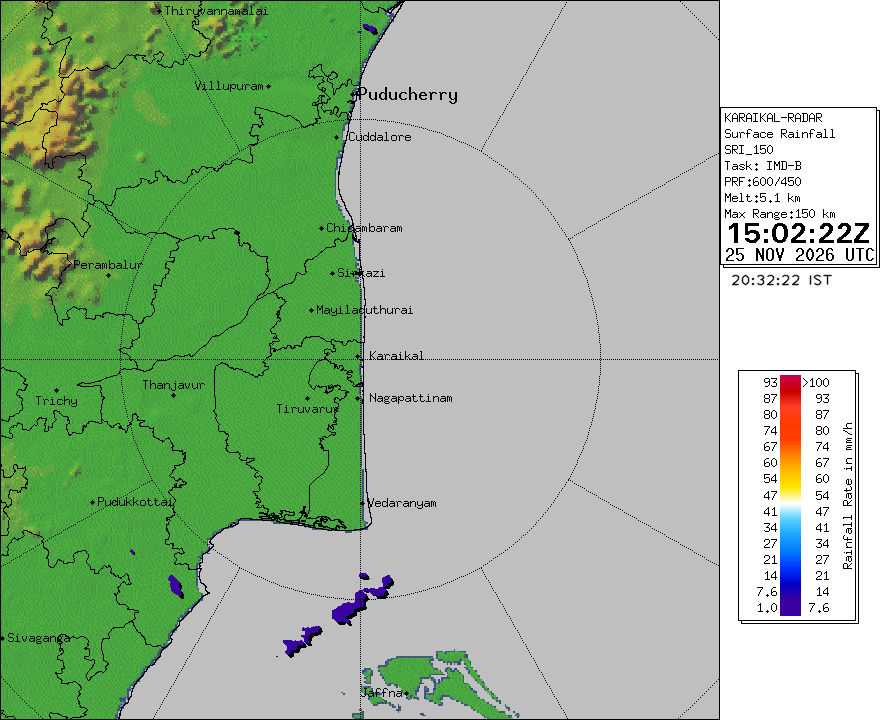 Thiruvannamalai
Villupuram
Puducherry
Cuddalore
Chidambaram
Sirkazi
Perambalur
Mayiladuthurai
Karaikal
Thanjavur
Trichy
Tiruvarur
Nagapattinam
Pudukkottai
Vedaranyam
Sivaganga
Jaffna
KARAIKAL-RADAR
Surface Rainfall
SRI_150
Task: IMD-B
PRF:600/450
Melt:5.1 km
Max Range:150 km
15:02:22Z
25 NOV 2026 UTC
20:32:22 IST
93 >100
87 93
80 87
74 80
67 74
60 67
54 60
47 54
41 47
34 41
27 34
21 27
14 21
7.6 14
1.0 7.6
Rainfall Rate in mm/h